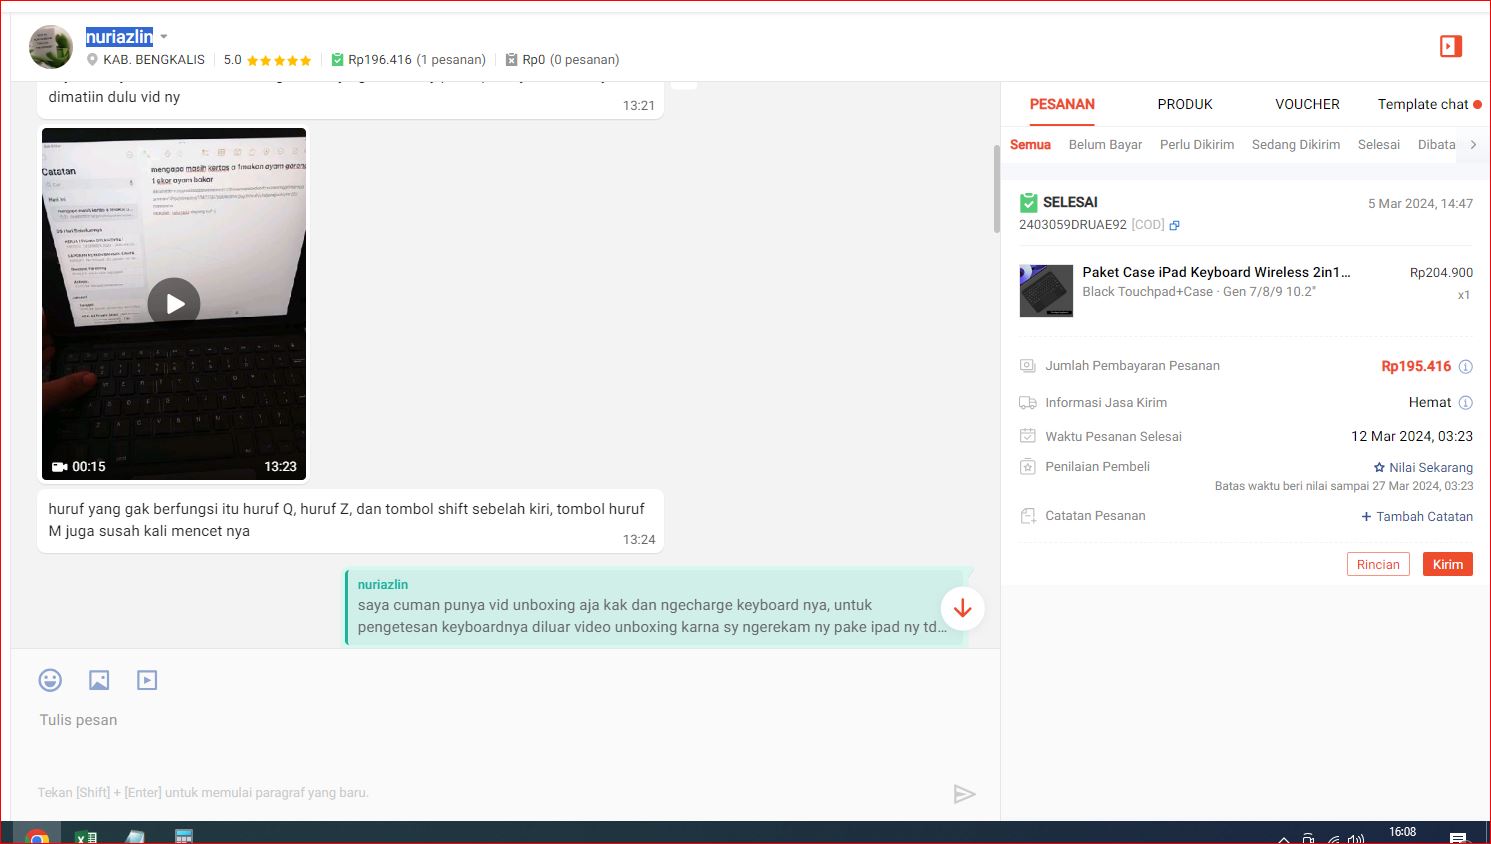 nuriazlin
KAB. BENGKALIS 5.0 Rp196.416 (1 pesanan) Rp0 (0 pesanan)
dimatiin dulu vid ny
13:21
Catatan
mengapa masih kertas a 1makan ayam goreng
1 ekor ayam bakar
00:15 13:23
huruf yang gak berfungsi itu huruf Q, huruf Z, dan tombol shift sebelah kiri, tombol huruf
M juga susah kali mencet nya
13:24
nuriazlin
saya cuman punya vid unboxing aja kak dan ngecharge keyboard nya, untuk
pengetesan keyboardnya diluar video unboxing karna sy ngerekam ny pake ipad ny td...
Tulis pesan
Tekan [Shift] + [Enter] untuk memulai paragraf yang baru.
PESANAN PRODUK VOUCHER Template chat
Semua Belum Bayar Perlu Dikirim Sedang Dikirim Selesai Dibata
SELESAI 5 Mar 2024, 14:47
2403059DRUAE92 [COD]
Paket Case iPad Keyboard Wireless 2in1... Rp204.900
Black Touchpad+Case · Gen 7/8/9 10.2"
x1
Jumlah Pembayaran Pesanan Rp195.416
Informasi Jasa Kirim Hemat
Waktu Pesanan Selesai 12 Mar 2024, 03:23
Penilaian Pembeli Nilai Sekarang
Batas waktu beri nilai sampai 27 Mar 2024, 03:23
Catatan Pesanan + Tambah Catatan
Rincian Kirim
16:08